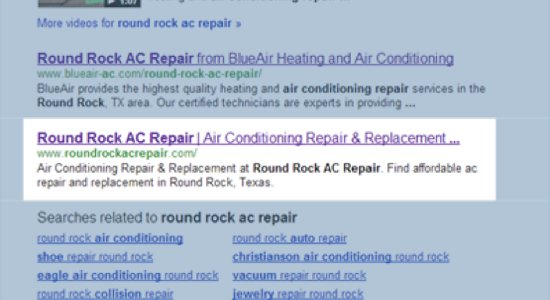 1:07
More videos for round rock ac repair »
Round Rock AC Repair from BlueAir Heating and Air Conditioning
www.blueair-ac.com/round-rock-ac-repair/
BlueAir provides the highest quality heating and air conditioning repair services in the
Round Rock, TX area. Our certified technicians are experts in providing ...
Round Rock AC Repair | Air Conditioning Repair & Replacement ...
www.roundrockacrepair.com/
Air Conditioning Repair & Replacement at Round Rock AC Repair. Find affordable ac
repair and replacement in Round Rock, Texas.
Searches related to round rock ac repair
round rock air conditioning round rock auto repair
shoe repair round rock christianson air conditioning round rock
eagle air conditioning round rock vacuum repair round rock
round rock collision repair jewelry repair round rock